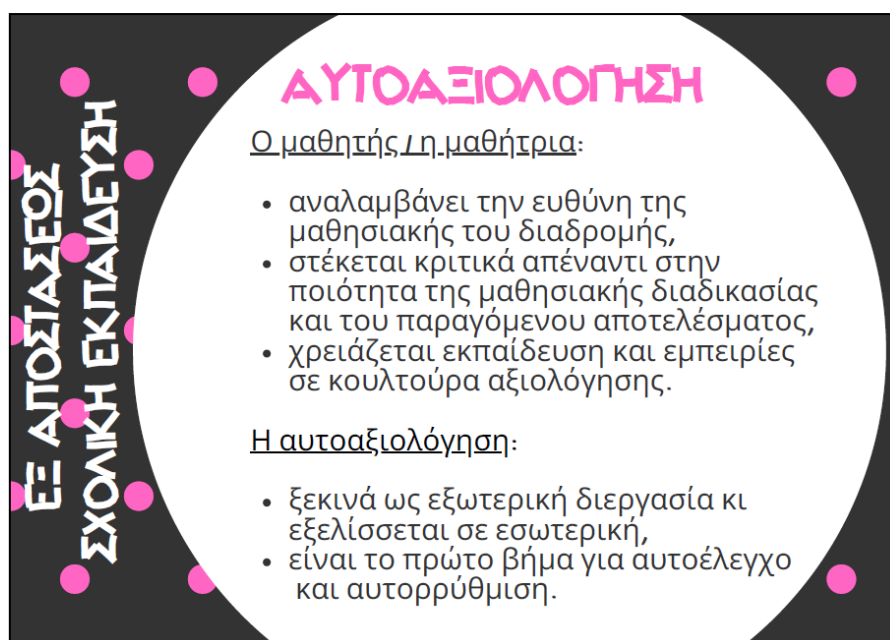 ΑΥΤΟΑΞΙΟΛΟΓΗΣΗ
Ο μαθητής / η μαθήτρια:
• αναλαμβάνει την ευθύνη της
μαθησιακής του διαδρομής,
• στέκεται κριτικά απέναντι στην
ποιότητα της μαθησιακής διαδικασίας
και του παραγόμενου αποτελέσματος,
• χρειάζεται εκπαίδευση και εμπειρίες
σε κουλτούρα αξιολόγησης.
Η αυτοαξιολόγηση:
• ξεκινά ως εξωτερική διεργασία κι
εξελίσσεται σε εσωτερική,
• είναι το πρώτο βήμα για αυτοέλεγχο
και αυτορρύθμιση.
ΕΞ ΑΠΟΣΤΑΣΕΩΣ
ΣΧΟΛΙΚΗ ΕΚΠΑΙΔΕΥΣΗ